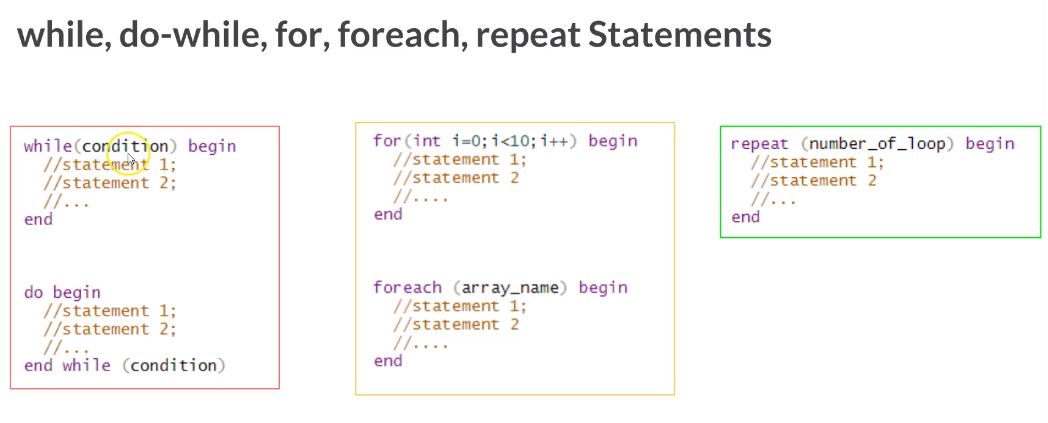 while, do-while, for, foreach, repeat Statements
while(condition) begin
//statement 1;
//statement 2;
//...
end
do begin
//statement 1;
//statement 2;
//...
end while (condition)
for(int i=0;i<10;i++) begin
//statement 1;
//statement 2
//....
end
foreach (array_name) begin
//statement 1;
//statement 2
//....
end
repeat (number_of_loop) begin
//statement 1;
//statement 2
//...
end